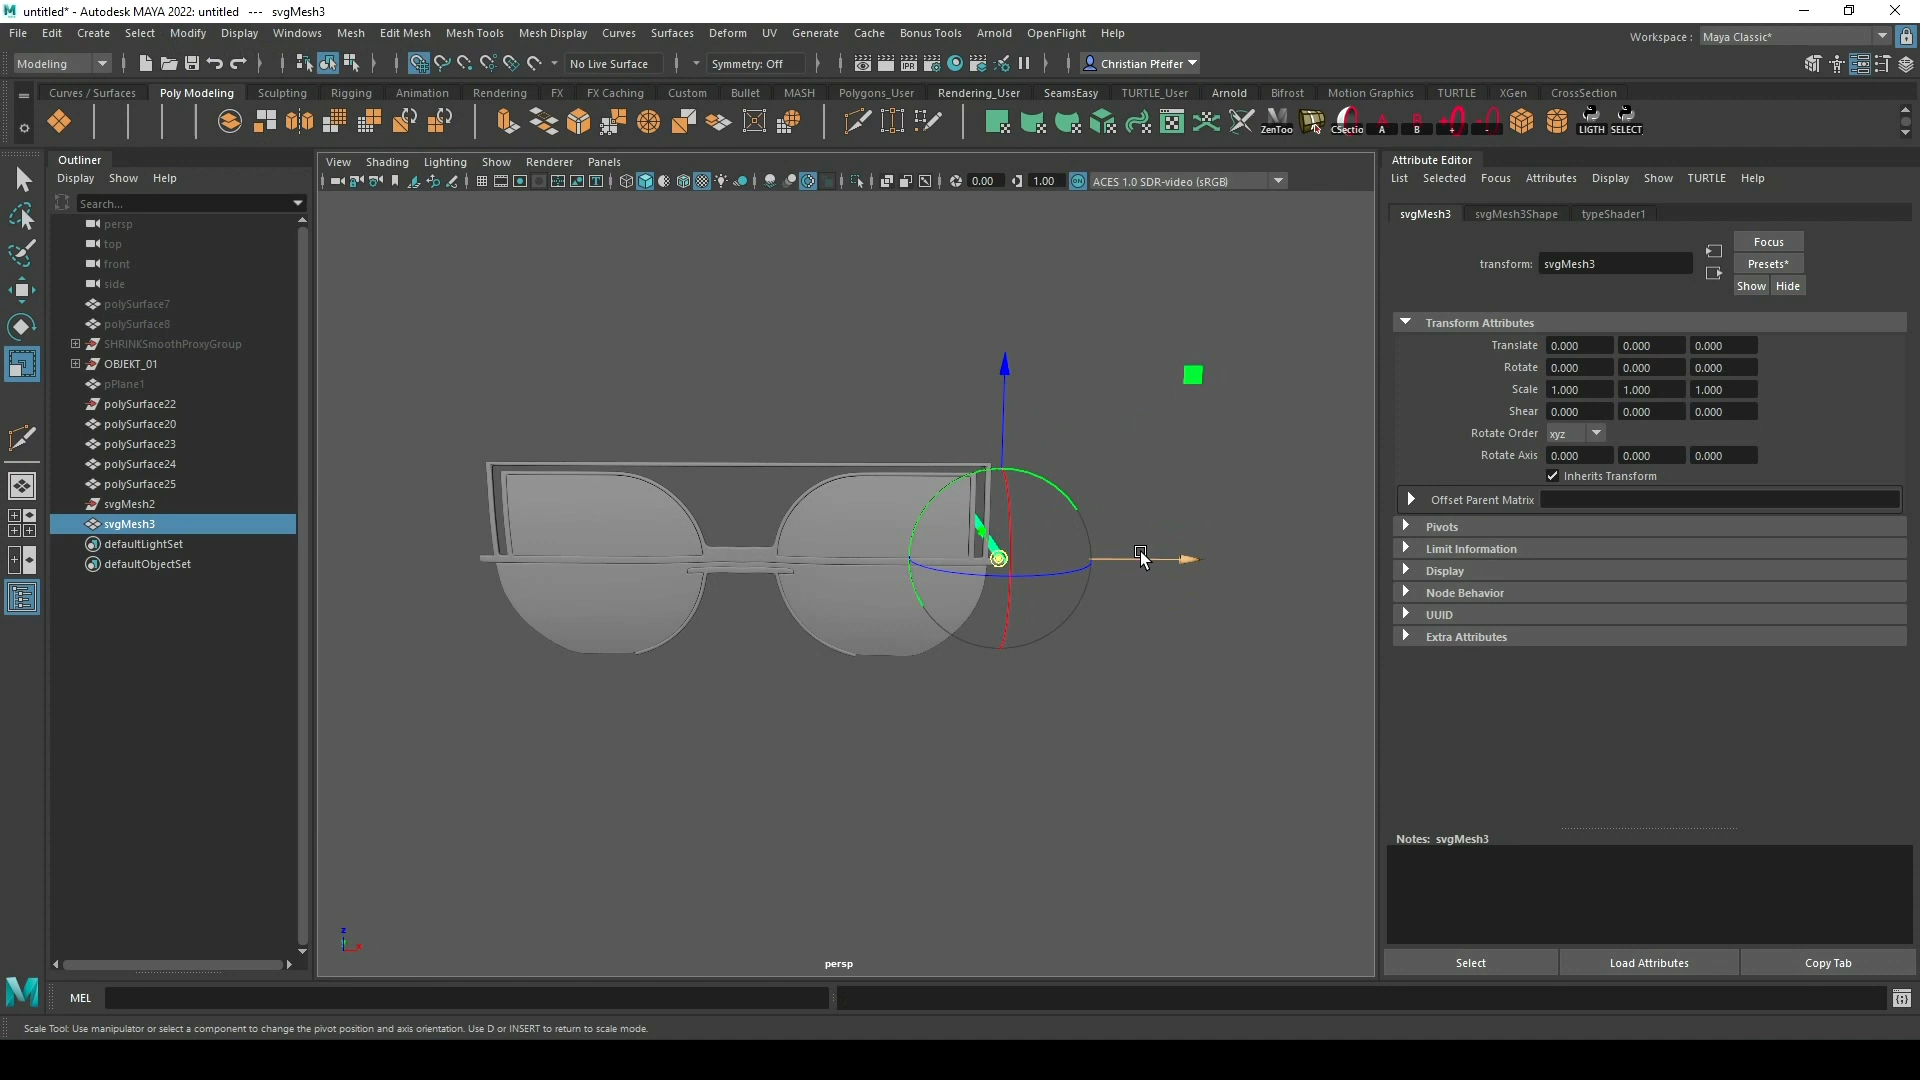 untitled* - Autodesk MAYA 2022: untitled --- svgMesh3
File Edit Create Select Modify Display Windows Mesh Edit Mesh Mesh Tools Mesh Display Curves Surfaces Deform UV Generate Cache Bonus Tools Arnold OpenFlight Help
Workspace : Maya Classic*
Modeling No Live Surface Symmetry: Off Christian Pfeifer
Curves / Surfaces Poly Modeling Sculpting Rigging Animation Rendering FX FX Caching Custom Bullet MASH Polygons_User Rendering_User SeamsEasy TURTLE_User Arnold Bifrost Motion Graphics TURTLE XGen CrossSection
ZenToo CSectio A B + - LIGTH SELECT
Outliner
Display Show Help
Search...
persp
top
front
side
polySurface7
polySurface8
SHRINKSmoothProxyGroup
OBJEKT_01
pPlane1
polySurface22
polySurface20
polySurface23
polySurface24
polySurface25
svgMesh2
svgMesh3
defaultLightSet
defaultObjectSet
View Shading Lighting Show Renderer Panels
0.00 1.00 ACES 1.0 SDR-video (sRGB)
z
x
persp
Attribute Editor
List Selected Focus Attributes Display Show TURTLE Help
svgMesh3 svgMesh3Shape typeShader1
Focus
transform: svgMesh3
Presets*
Show Hide
Transform Attributes
Translate 0.000 0.000 0.000
Rotate 0.000 0.000 0.000
Scale 1.000 1.000 1.000
Shear 0.000 0.000 0.000
Rotate Order xyz
Rotate Axis 0.000 0.000 0.000
Inherits Transform
Offset Parent Matrix
Pivots
Limit Information
Display
Node Behavior
UUID
Extra Attributes
Notes: svgMesh3
Select Load Attributes Copy Tab
MEL
Scale Tool: Use manipulator or select a component to change the pivot position and axis orientation. Use D or INSERT to return to scale mode.